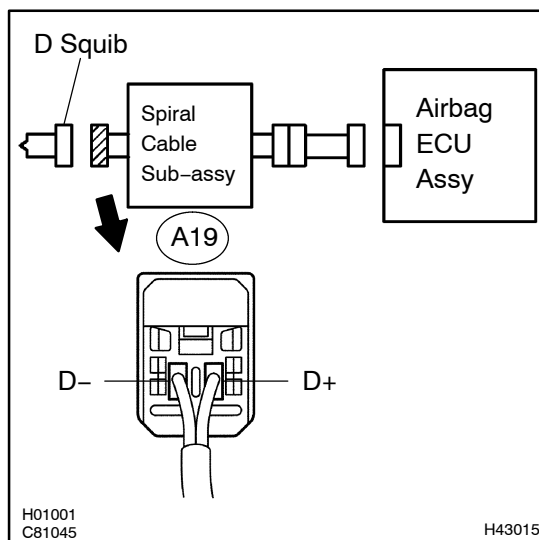 D Squib
Spiral
Cable
Sub−assy
Airbag
ECU
Assy
A19
D−
D+
H01001
C81045
H43015